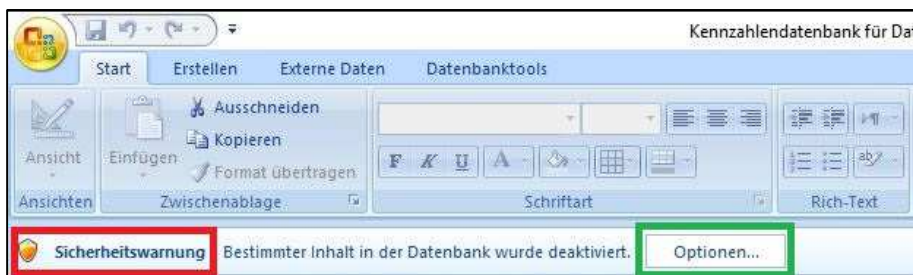 Kennzahlendatenbank für Dat
Start Erstellen Externe Daten Datenbanktools
Ausschneiden
Kopieren
Ansicht Einfügen Format übertragen
F K U A ab
Ansichten Zwischenablage Schriftart Rich-Text
Sicherheitswarnung Bestimmter Inhalt in der Datenbank wurde deaktiviert. Optionen...